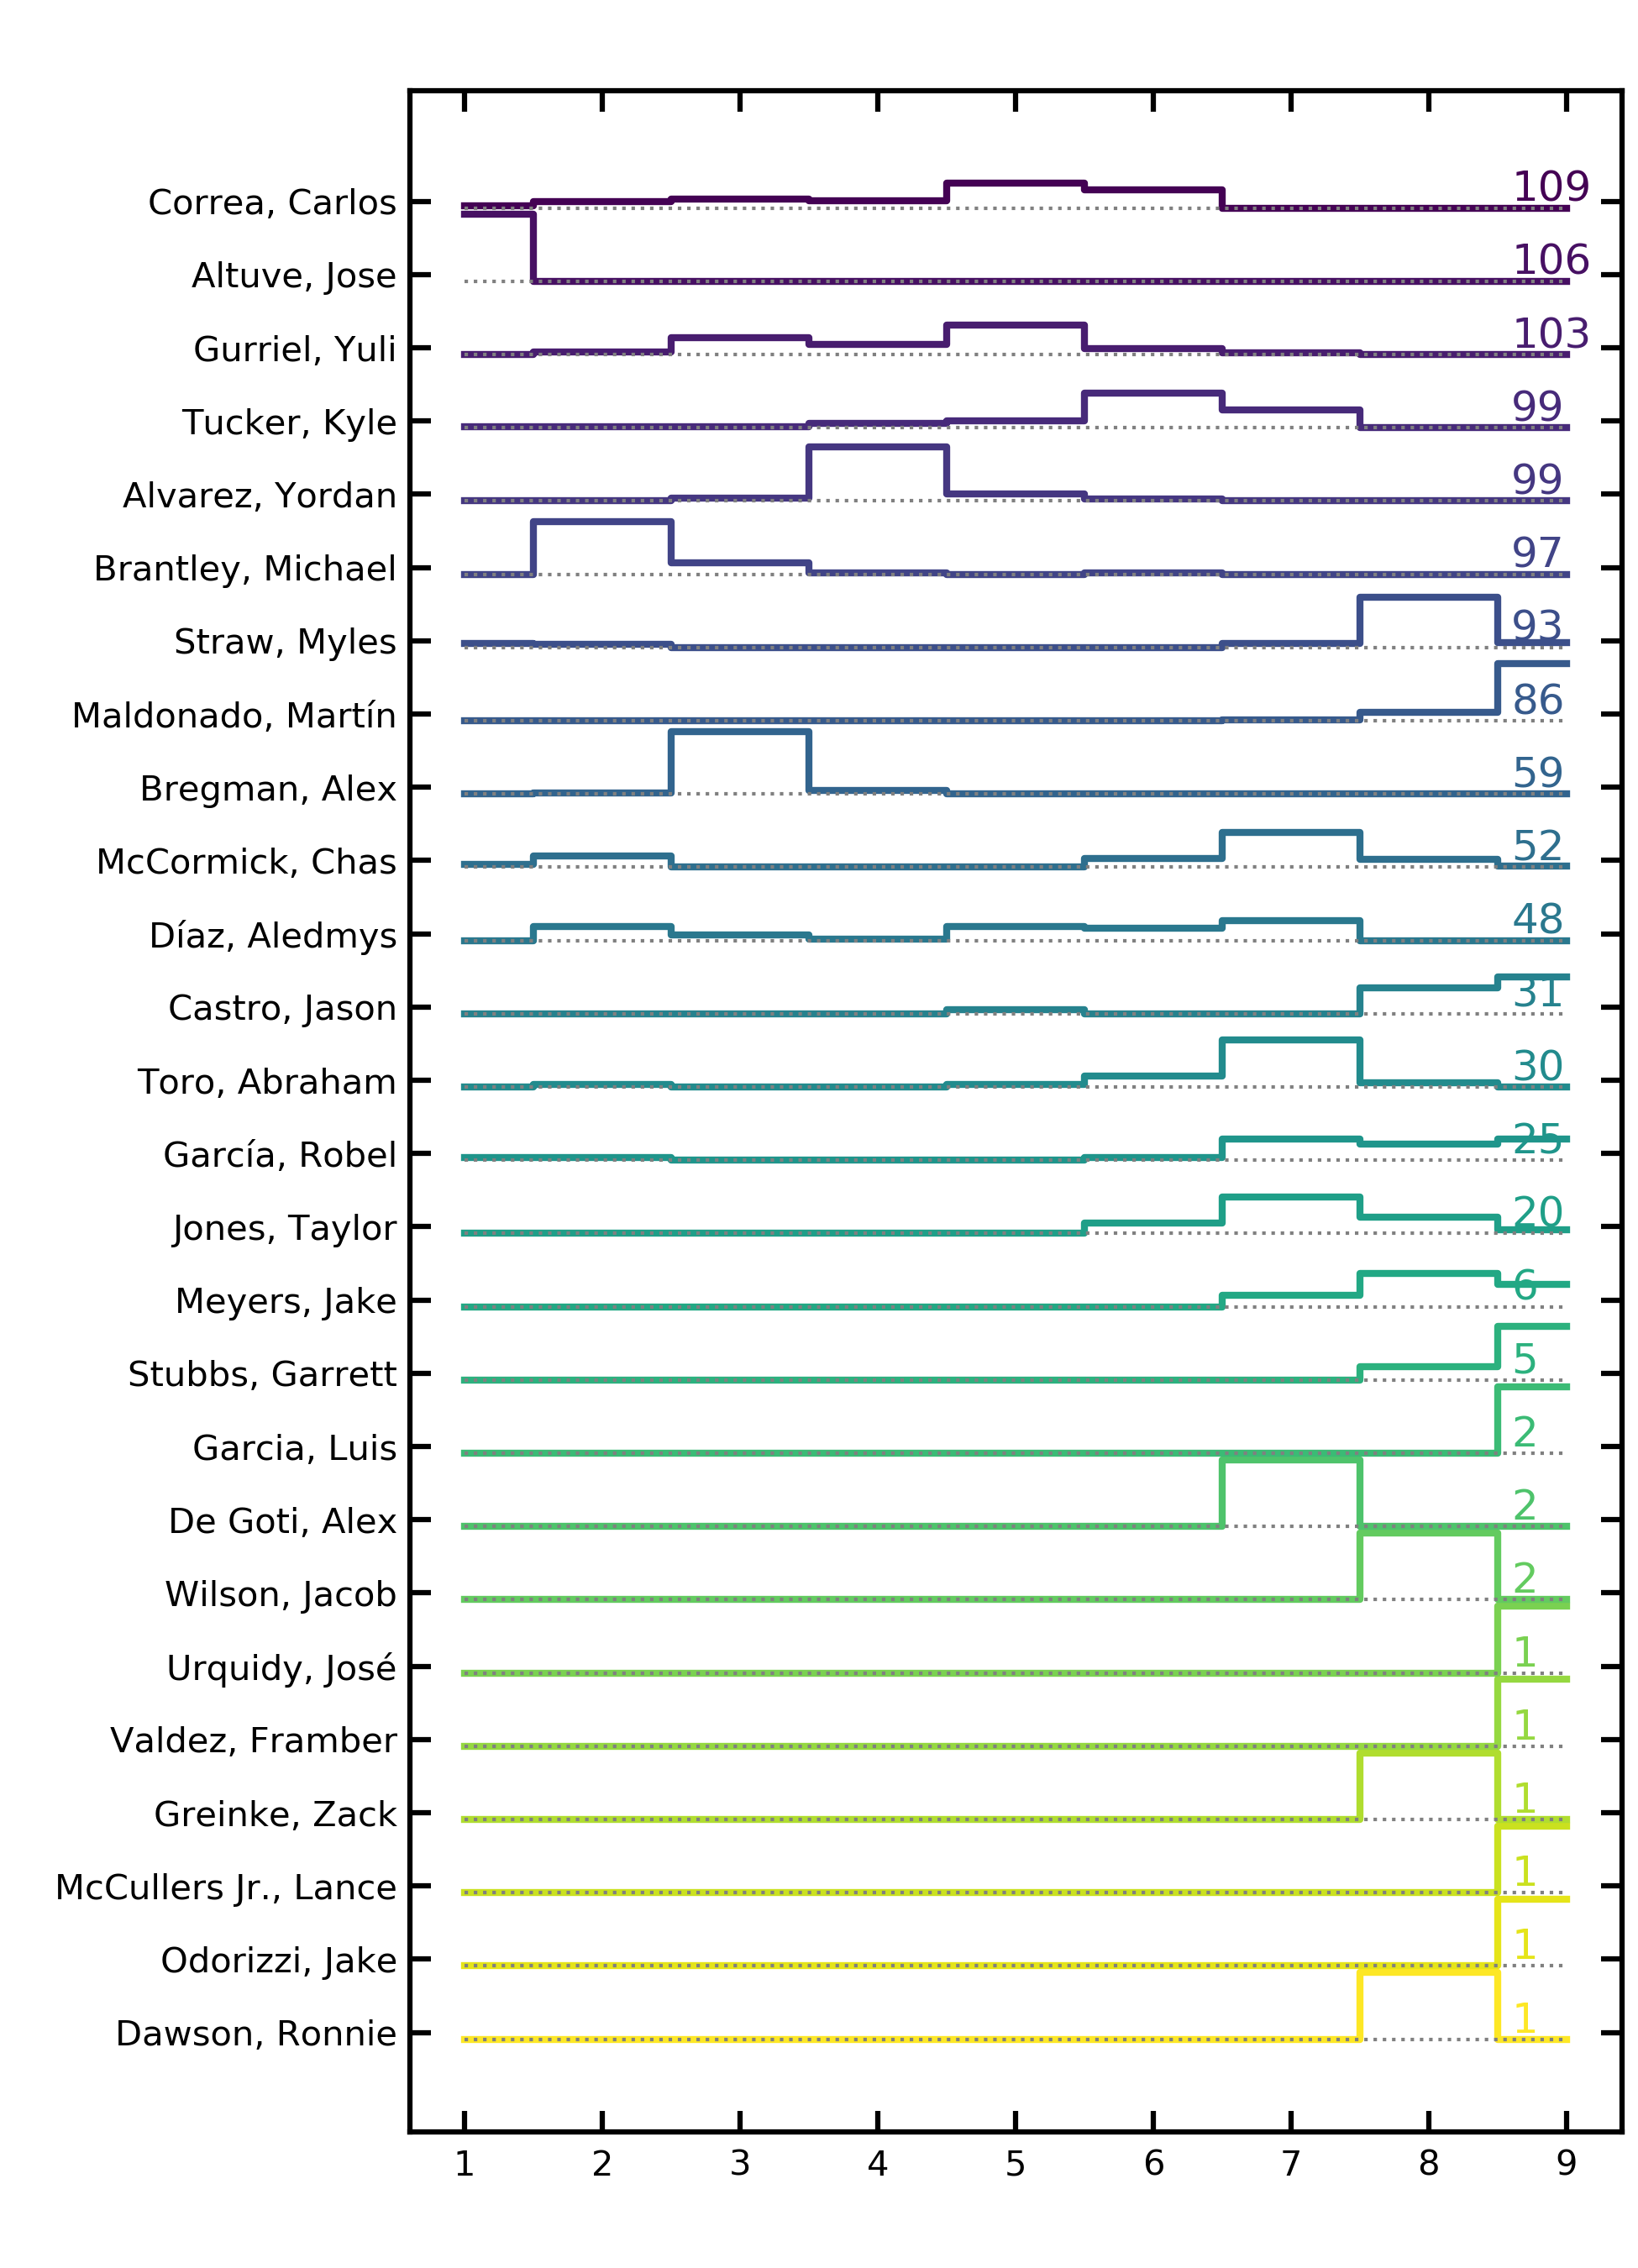 Correa, Carlos 109
Altuve, Jose 106
Gurriel, Yuli 103
Tucker, Kyle 99
Alvarez, Yordan 99
Brantley, Michael 97
Straw, Myles 93
Maldonado, Martín 86
Bregman, Alex 59
McCormick, Chas 52
Díaz, Aledmys 48
Castro, Jason 31
Toro, Abraham 30
García, Robel 25
Jones, Taylor 20
Meyers, Jake 6
Stubbs, Garrett 5
Garcia, Luis 2
De Goti, Alex 2
Wilson, Jacob 2
Urquidy, José 1
Valdez, Framber 1
Greinke, Zack 1
McCullers Jr., Lance 1
Odorizzi, Jake 1
Dawson, Ronnie 1
1 2 3 4 5 6 7 8 9